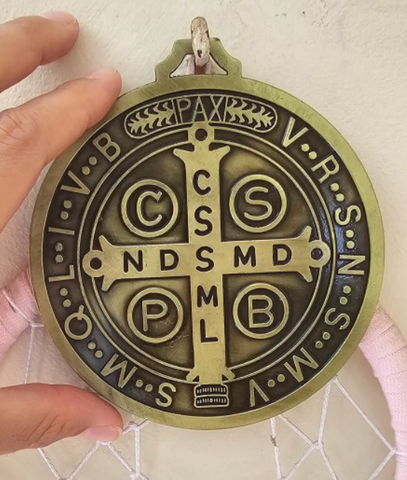 PAX
V••R••S••N••S••M••V
S••M••Q••L••I••V••B
C S
C S S M L
N D S M D
P B